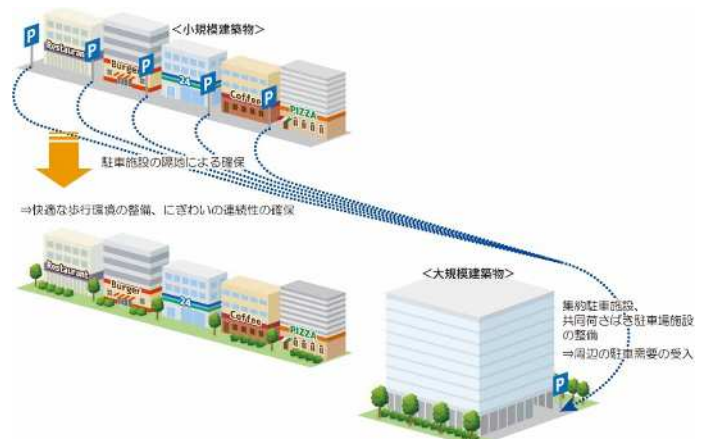 <小規模建築物>
P
P
P
P
P
Restaurant
Burger
24
Coffee
PIZZA
駐車施設の隔地による確保
⇒快適な歩行環境の整備、にぎわいの連続性の確保
Restaurant
Burger
24
Coffee
PIZZA
<大規模建築物>
集約駐車施設、
共同荷さばき駐車場施設
の整備
⇒周辺の駐車需要の受入
P